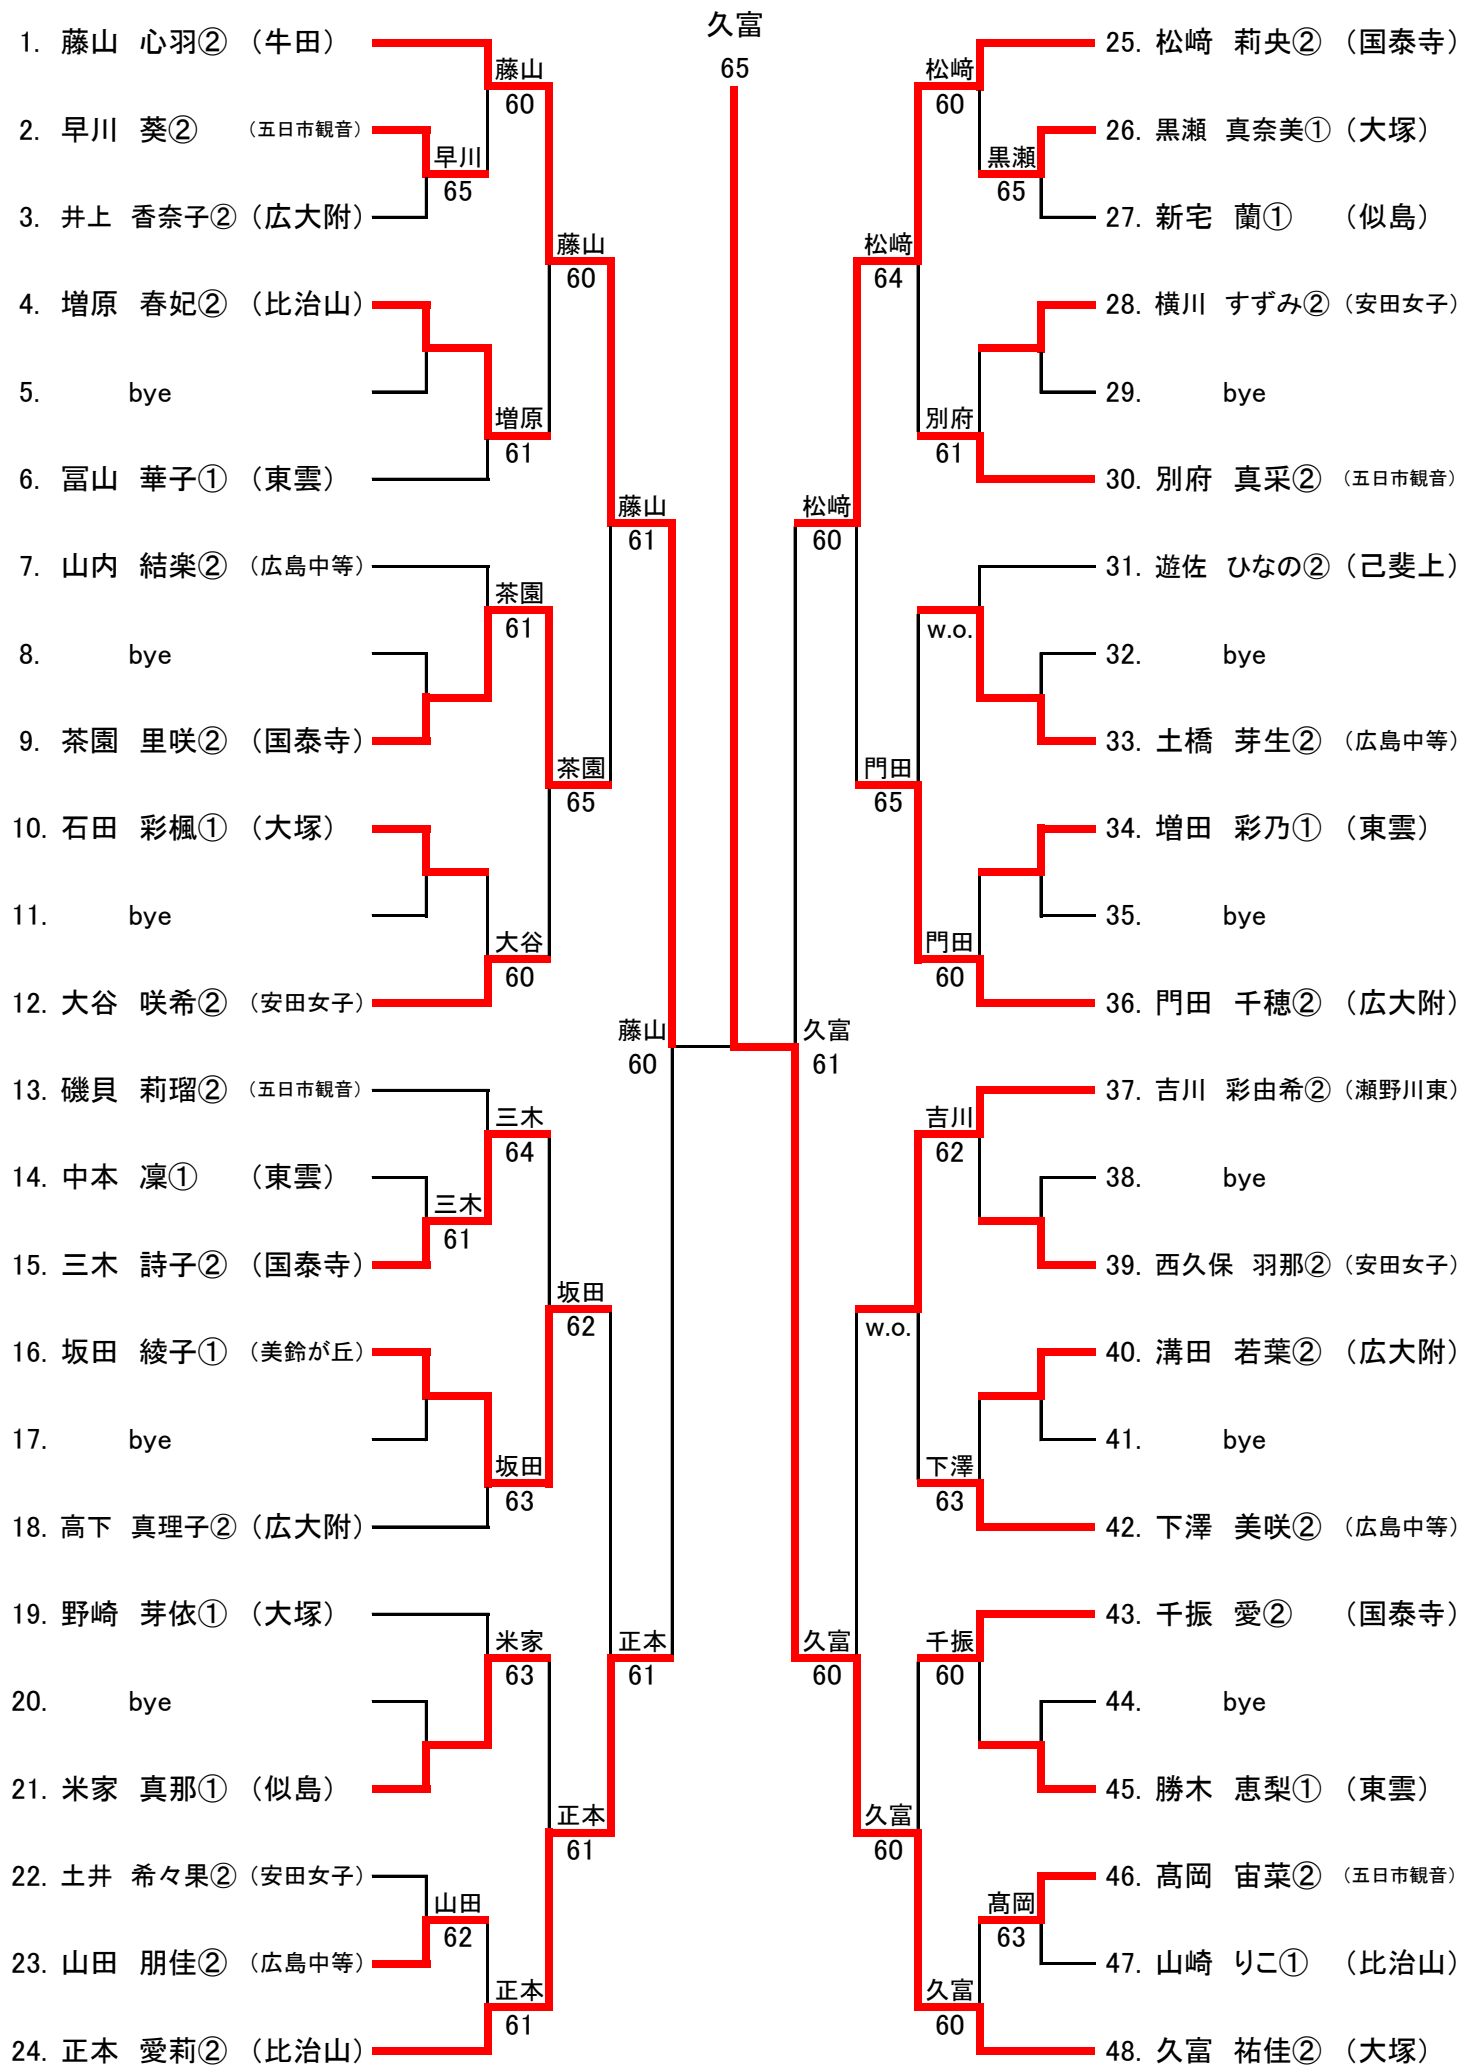 久富
65
1. 藤山 心羽② （牛田）
藤山
60
2. 早川 葵② （五日市観音）
早川
65
3. 井上 香奈子② （広大附）
藤山
60
4. 増原 春妃② （比治山）
5. bye
増原
61
6. 冨山 華子① （東雲）
藤山
61
7. 山内 結楽② （広島中等）
茶園
61
8. bye
9. 茶園 里咲② （国泰寺）
茶園
65
10. 石田 彩楓① （大塚）
11. bye
大谷
60
12. 大谷 咲希② （安田女子）
藤山
60
13. 磯貝 莉瑠② （五日市観音）
三木
64
14. 中本 凜① （東雲）
三木
61
15. 三木 詩子② （国泰寺）
坂田
62
16. 坂田 綾子① （美鈴が丘）
17. bye
坂田
63
18. 高下 真理子② （広大附）
19. 野崎 芽依① （大塚）
米家
63
正本
61
20. bye
21. 米家 真那① （似島）
正本
61
22. 土井 希々果② （安田女子）
山田
62
23. 山田 朋佳② （広島中等）
正本
61
24. 正本 愛莉② （比治山）
25. 松﨑 莉央② （国泰寺）
松﨑
60
26. 黒瀬 真奈美① （大塚）
黒瀬
65
27. 新宅 蘭① （似島）
松﨑
64
28. 横川 すずみ② （安田女子）
29. bye
別府
61
30. 別府 真采② （五日市観音）
松﨑
60
31. 遊佐 ひなの② （己斐上）
w.o.
32. bye
33. 土橋 芽生② （広島中等）
門田
65
34. 増田 彩乃① （東雲）
35. bye
門田
60
36. 門田 千穂② （広大附）
久富
61
37. 吉川 彩由希② （瀬野川東）
吉川
62
38. bye
39. 西久保 羽那② （安田女子）
w.o.
40. 溝田 若葉② （広大附）
41. bye
下澤
63
42. 下澤 美咲② （広島中等）
43. 千振 愛② （国泰寺）
久富
60
千振
60
44. bye
45. 勝木 恵梨① （東雲）
久富
60
46. 髙岡 宙菜② （五日市観音）
髙岡
63
47. 山崎 りこ① （比治山）
久富
60
48. 久富 祐佳② （大塚）